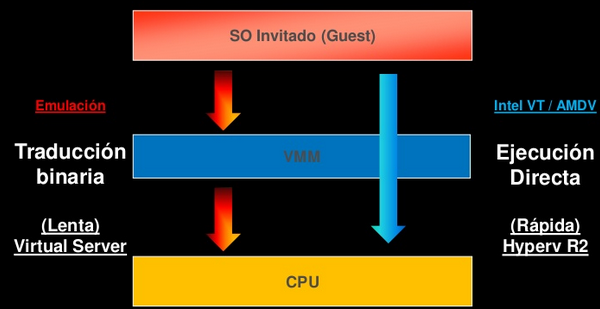 SO Invitado (Guest)
Emulación
Intel VT / AMDV
Traducción
binaria
VMM
Ejecución
Directa
(Lenta)
Virtual Server
(Rápida)
Hyperv R2
CPU